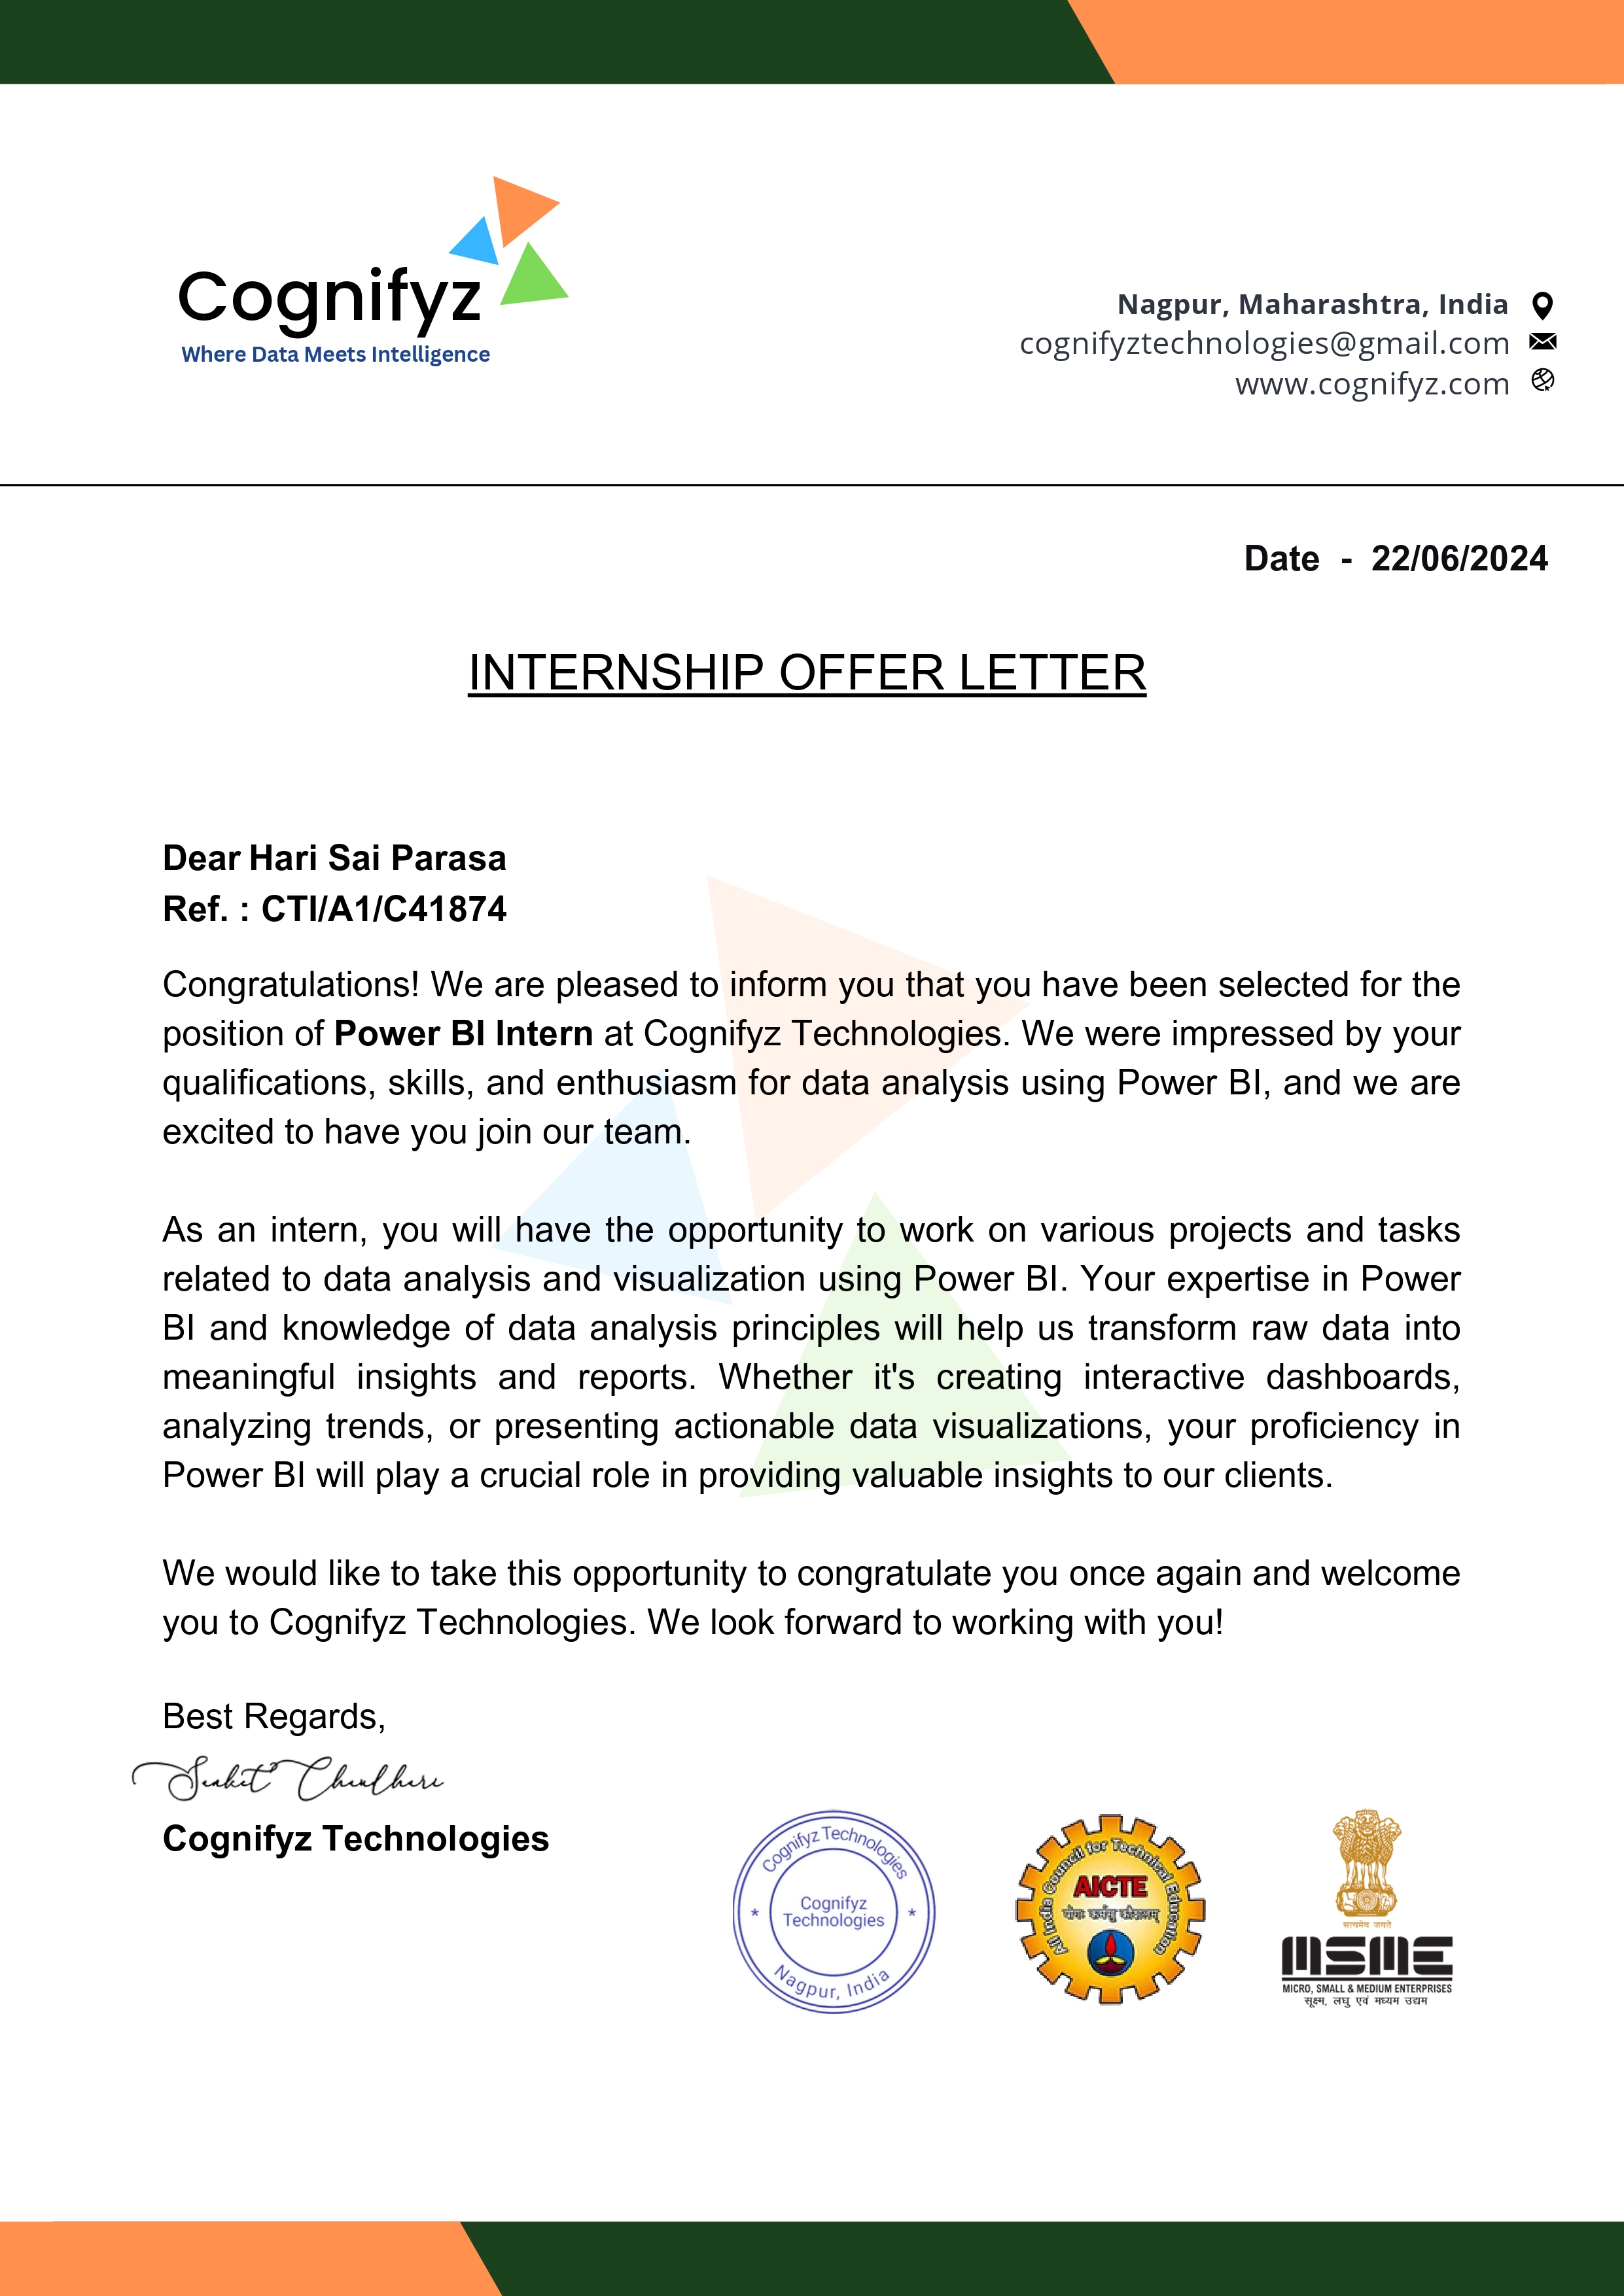 Cognifyz
Where Data Meets Intelligence
Nagpur, Maharashtra, India
cognifyztechnologies@gmail.com
www.cognifyz.com
Date - 22/06/2024
INTERNSHIP OFFER LETTER
Dear Hari Sai Parasa
Ref. : CTI/A1/C41874
Congratulations! We are pleased to inform you that you have been selected for the
position of Power BI Intern at Cognifyz Technologies. We were impressed by your
qualifications, skills, and enthusiasm for data analysis using Power BI, and we are
excited to have you join our team.
As an intern, you will have the opportunity to work on various projects and tasks
related to data analysis and visualization using Power BI. Your expertise in Power
BI and knowledge of data analysis principles will help us transform raw data into
meaningful insights and reports. Whether it's creating interactive dashboards,
analyzing trends, or presenting actionable data visualizations, your proficiency in
Power BI will play a crucial role in providing valuable insights to our clients.
We would like to take this opportunity to congratulate you once again and welcome
you to Cognifyz Technologies. We look forward to working with you!
Best Regards,
Chaudhari
Cognifyz Technologies
Cognifyz Technologies
Cognifyz
Technologies
* *
Nagpur, India
All India Council for Technical Education
AICTE
योगः कर्मसु कौशलम्
सत्यमेव जयते
MSME
MICRO, SMALL & MEDIUM ENTERPRISES
सूक्ष्म, लघु एवं मध्यम उद्यम